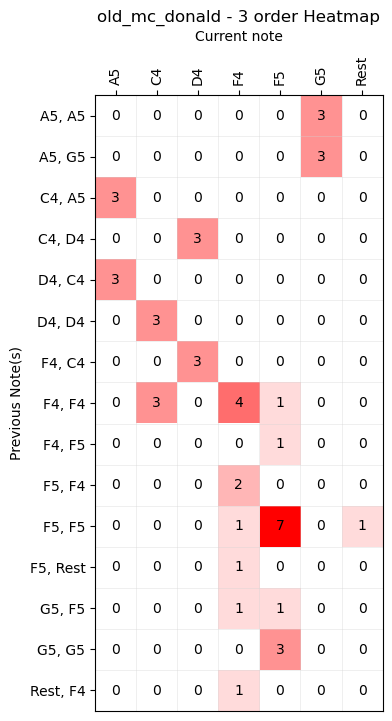 old_mc_donald - 3 order Heatmap
Current note
A5 C4 D4 F4 F5 G5 Rest
A5, A5 0 0 0 0 0 3 0
A5, G5 0 0 0 0 0 3 0
C4, A5 3 0 0 0 0 0 0
C4, D4 0 0 3 0 0 0 0
D4, C4 3 0 0 0 0 0 0
D4, D4 0 3 0 0 0 0 0
F4, C4 0 0 3 0 0 0 0
F4, F4 0 3 0 4 1 0 0
F4, F5 0 0 0 0 1 0 0
F5, F4 0 0 0 2 0 0 0
F5, F5 0 0 0 1 7 0 1
F5, Rest 0 0 0 1 0 0 0
G5, F5 0 0 0 1 1 0 0
G5, G5 0 0 0 0 3 0 0
Rest, F4 0 0 0 1 0 0 0
Previous Note(s)